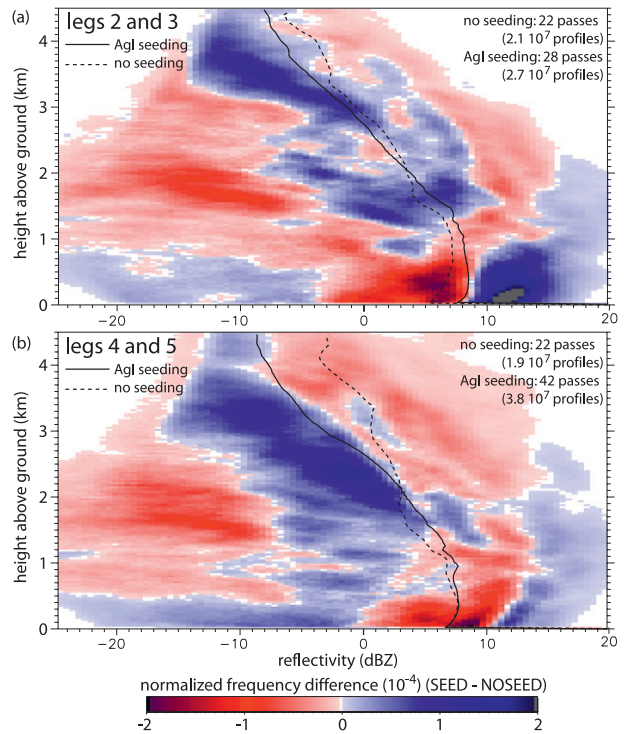 (a)
legs 2 and 3
AgI seeding
no seeding
no seeding: 22 passes
(2.1 10⁷ profiles)
AgI seeding: 28 passes
(2.7 10⁷ profiles)
height above ground (km)
4
3
2
1
0
−20
−10
0
10
20
(b)
legs 4 and 5
AgI seeding
no seeding
no seeding: 22 passes
(1.9 10⁷ profiles)
AgI seeding: 42 passes
(3.8 10⁷ profiles)
height above ground (km)
4
3
2
1
0
−20
−10
0
10
20
reflectivity (dBZ)
normalized frequency difference (10⁻⁴) (SEED - NOSEED)
-2
-1
0
1
2